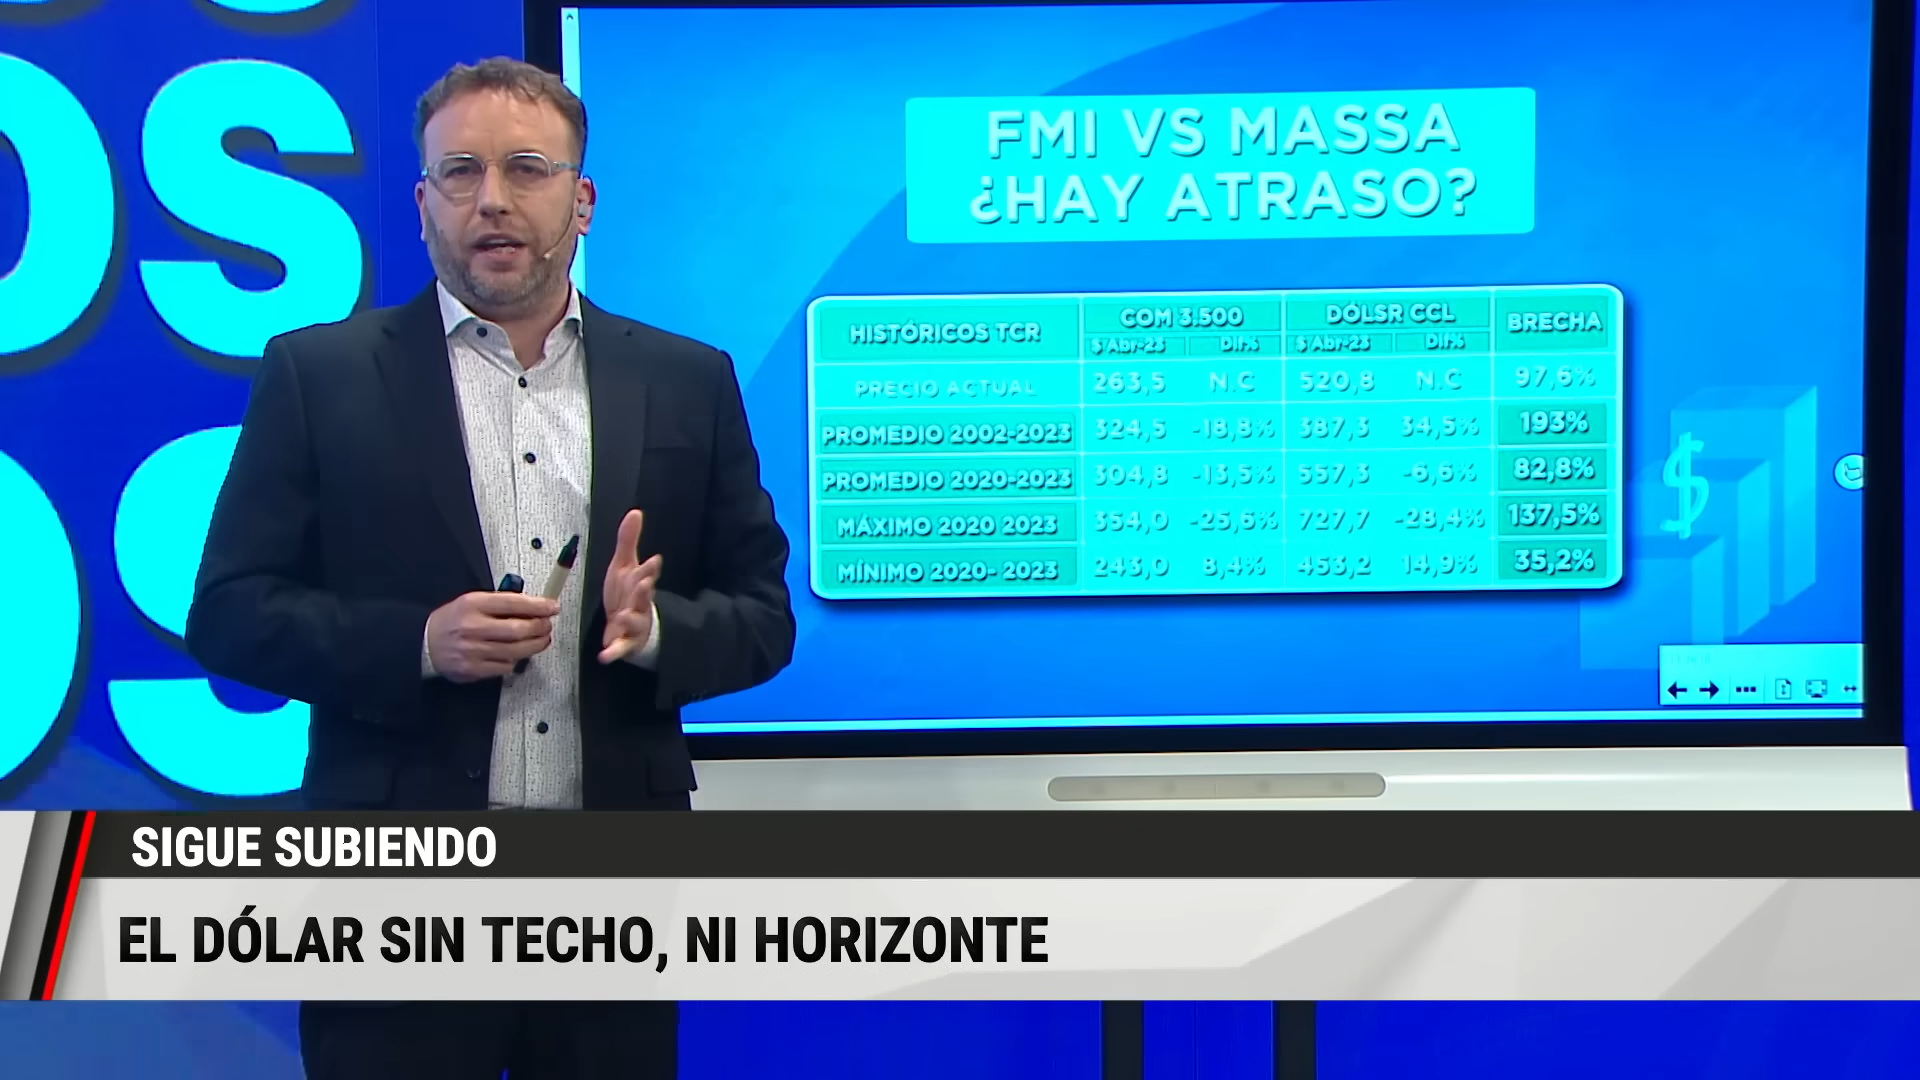 OS
OS
FMI VS MASSA
¿HAY ATRASO?
HISTÓRICOS TCR COM 3.500 DÓLSR CCL BRECHA
$ Abr-23 Dif% $ Abr-23 Dif%
PRECIO ACTUAL 263,5 N.C 520,8 N.C 97,6%
PROMEDIO 2002-2023 324,5 -18,8% 387,3 34,5% 193%
PROMEDIO 2020-2023 304,8 -13,5% 557,3 -6,6% 82,8%
MÁXIMO 2020 2023 354,0 -25,6% 727,7 -28,4% 137,5%
MÍNIMO 2020- 2023 243,0 8,4% 453,2 14,9% 35,2%
$
SIGUE SUBIENDO
EL DÓLAR SIN TECHO, NI HORIZONTE